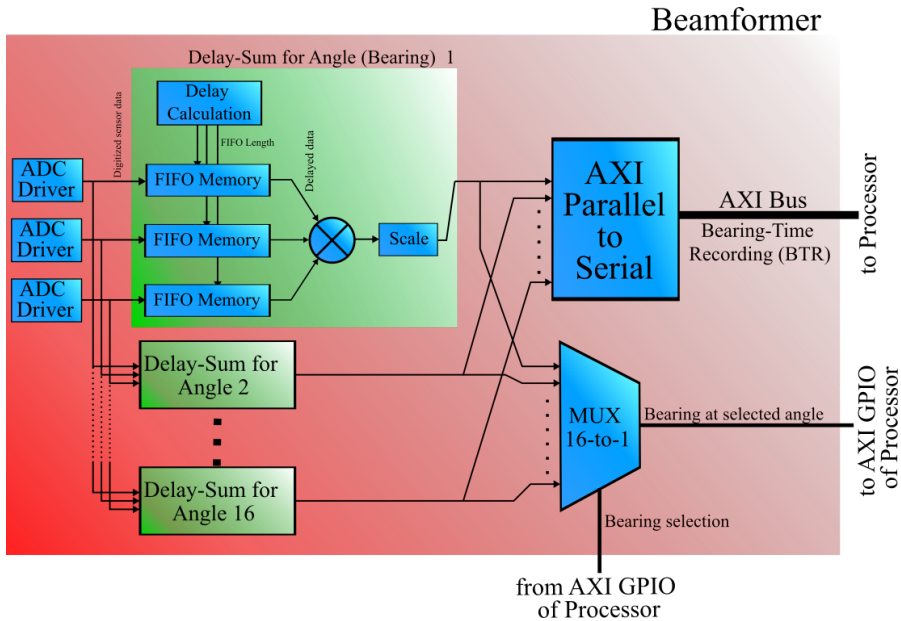 Beamformer
Delay-Sum for Angle (Bearing) 1
Delay
Calculation
Digitized sensor data
FIFO Length
Delayed data
ADC
Driver
FIFO Memory
ADC
Driver
FIFO Memory
ADC
Driver
FIFO Memory
Scale
AXI
Parallel
to
Serial
AXI Bus
Bearing-Time
Recording (BTR)
to Processor
Delay-Sum for
Angle 2
Delay-Sum for
Angle 16
MUX
16-to-1
Bearing at selected angle
to AXI GPIO
of Processor
Bearing selection
from AXI GPIO
of Processor